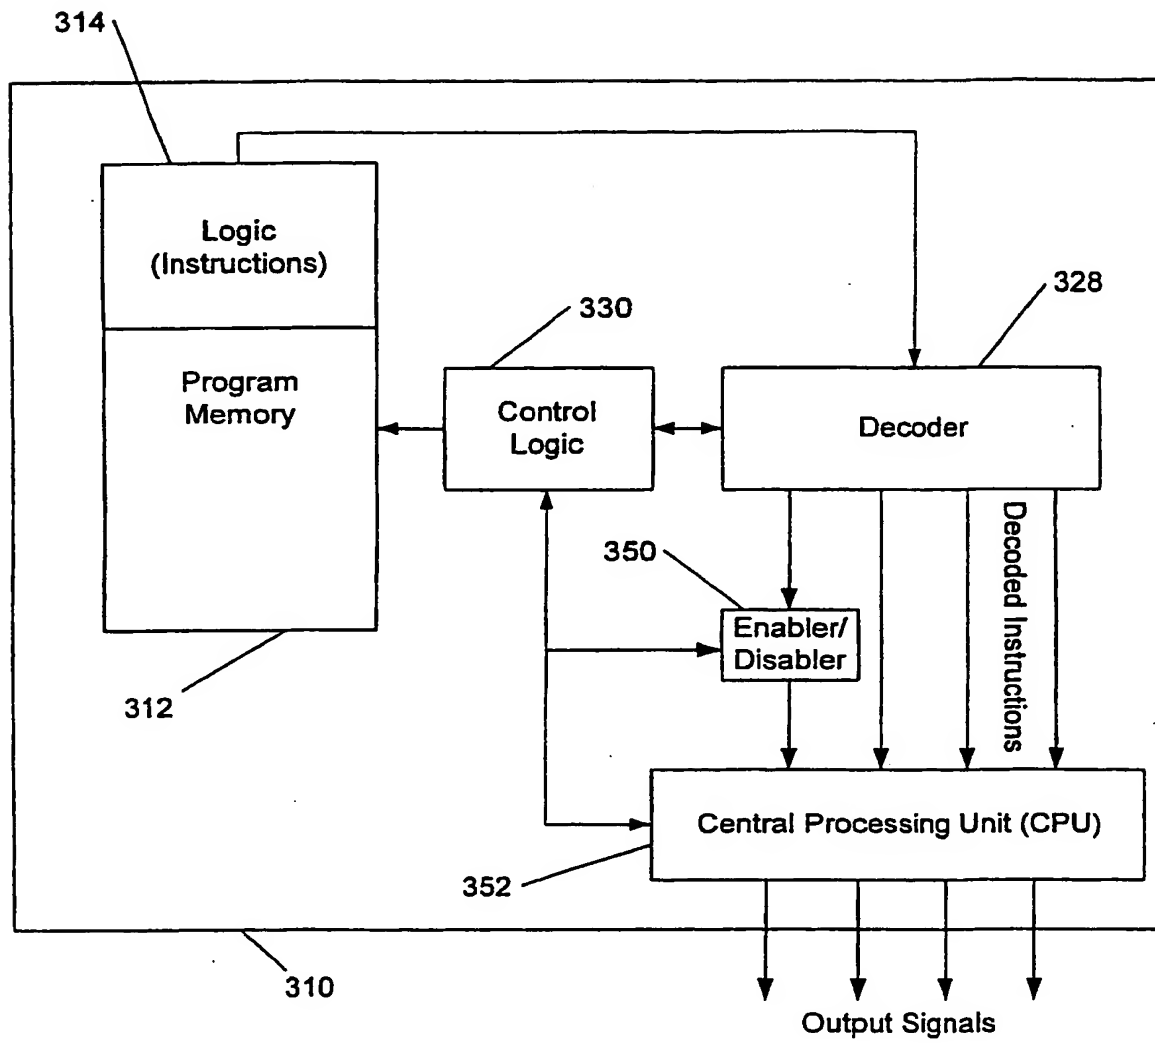 314
Logic
(Instructions)
328
330
Program
Memory
Control
Logic
Decoder
Decoded Instructions
350
Enabler/
Disabler
312
Central Processing Unit (CPU)
352
310
Output Signals